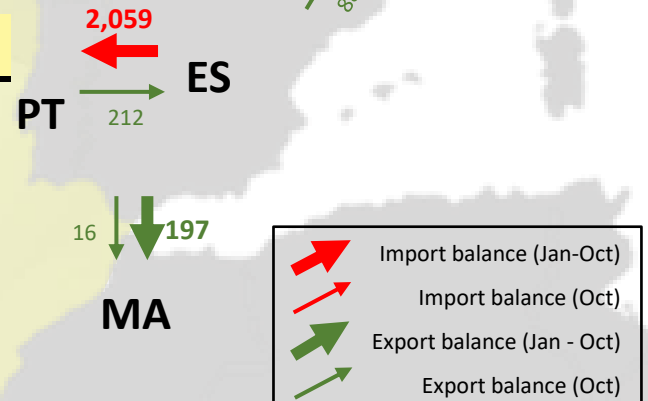 2,059
ES
PT
212
16
197
MA
Import balance (Jan-Oct)
Import balance (Oct)
Export balance (Jan - Oct)
Export balance (Oct)